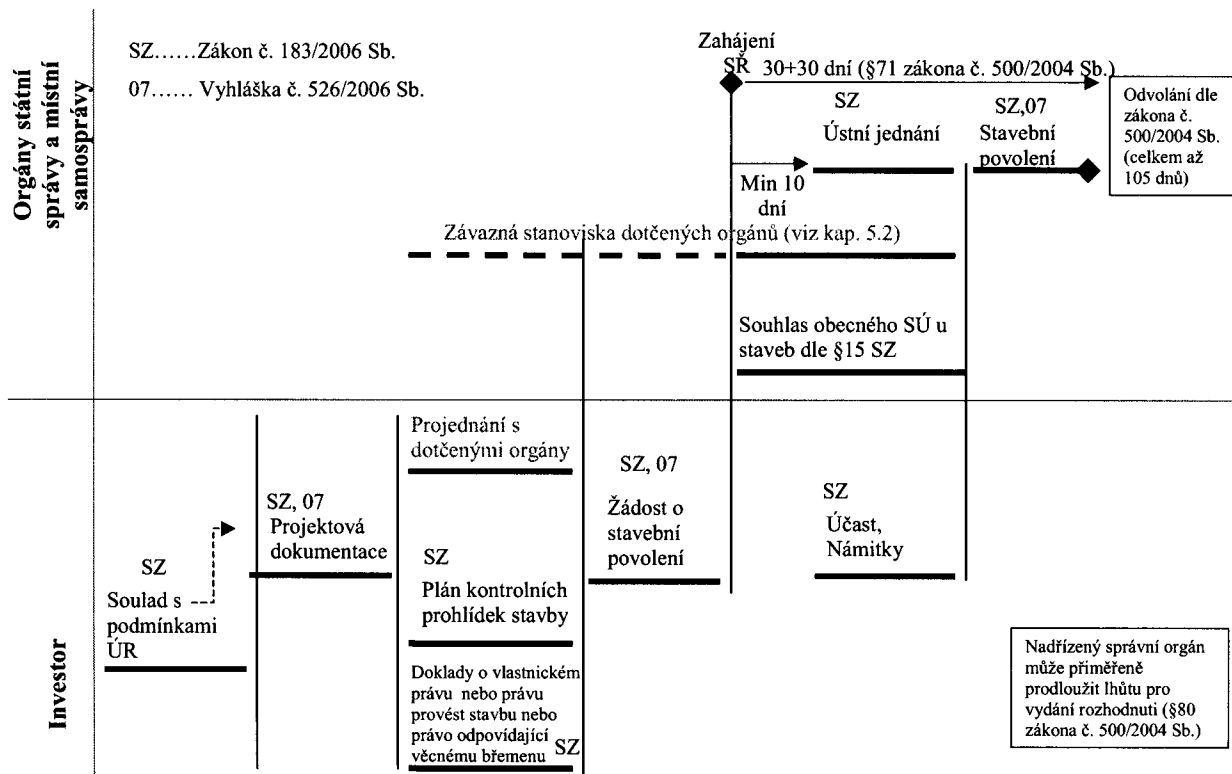 Orgány státní
správy a místní
samosprávy
SZ……Zákon č. 183/2006 Sb.
07…… Vyhláška č. 526/2006 Sb.
Zahájení
SŘ
30+30 dní (§71 zákona č. 500/2004 Sb.)
SZ
Ústní jednání
SZ,07
Stavební
povolení
Odvolání dle
zákona č.
500/2004 Sb.
(celkem až
105 dnů)
Min 10
dní
Závazná stanoviska dotčených orgánů (viz kap. 5.2)
Souhlas obecného SÚ u
staveb dle §15 SZ
Investor
SZ
Soulad s
podmínkami
ÚR
SZ, 07
Projektová
dokumentace
Projednání s
dotčenými orgány
SZ
Plán kontrolních
prohlídek stavby
Doklady o vlastnickém
právu nebo právu
provést stavbu nebo
právo odpovídající
věcnému břemenu SZ
SZ, 07
Žádost o
stavební
povolení
SZ
Účast,
Námitky
Nadřízený správní orgán
může přiměřeně
prodloužit lhůtu pro
vydání rozhodnuti (§80
zákona č. 500/2004 Sb.)